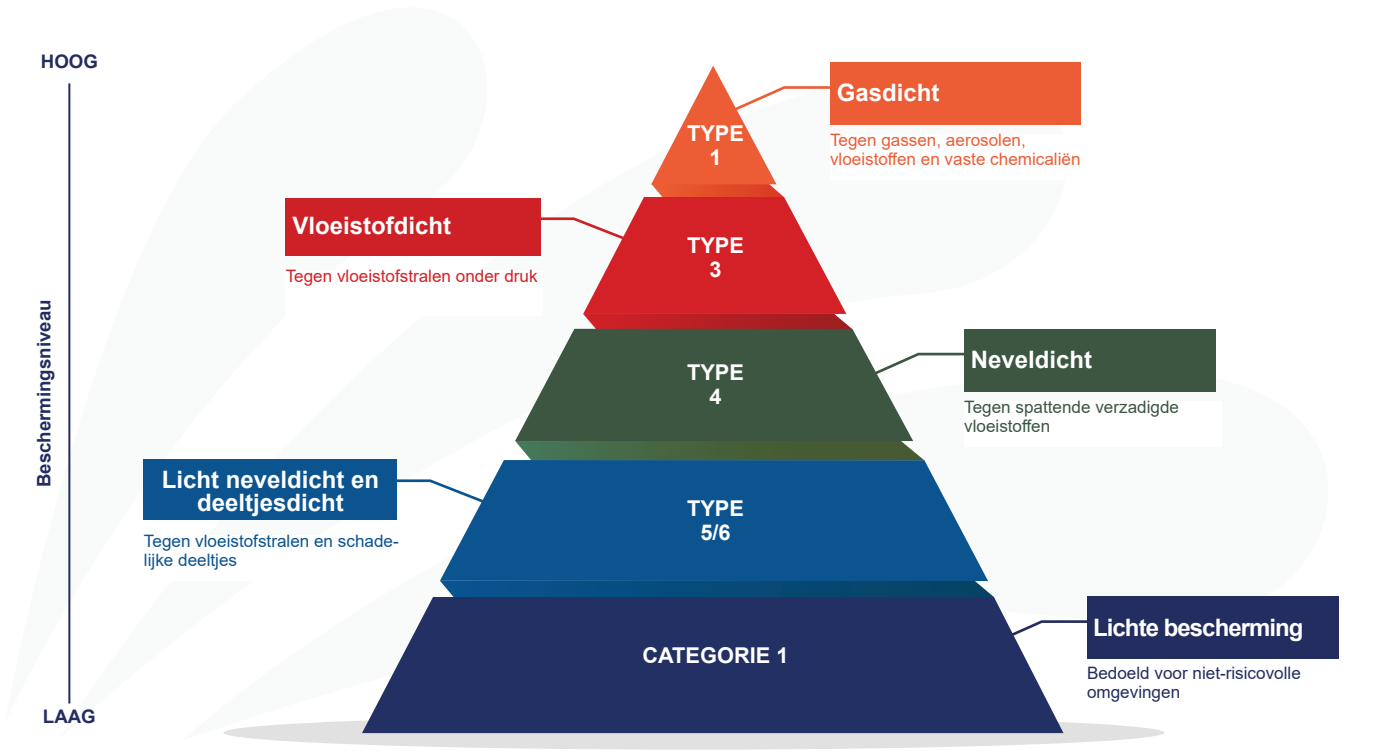 HOOG
Gasdicht
TYPE
1
Tegen gassen, aerosolen,
vloeistoffen en vaste chemicaliën
Vloeistofdicht
TYPE
3
Tegen vloeistofstralen onder druk
Beschermingsniveau
Neveldicht
TYPE
4
Tegen spattende verzadigde
vloeistoffen
Licht neveldicht en
deeltjesdicht
TYPE
5/6
Tegen vloeistofstralen en schade-
lijke deeltjes
Lichte bescherming
CATEGORIE 1
Bedoeld voor niet-risicovolle
omgevingen
LAAG